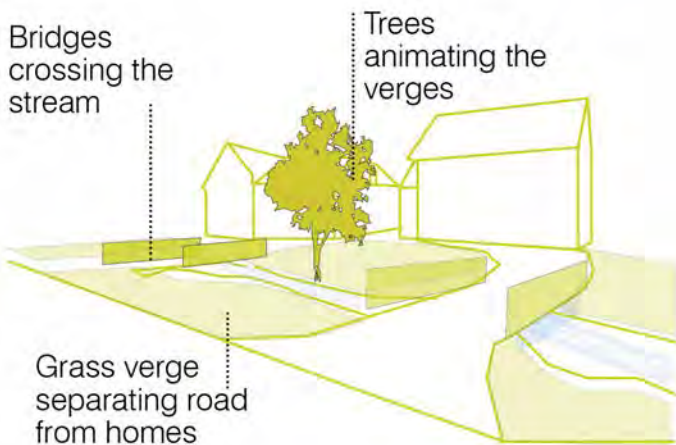 Bridges
crossing the
stream
Trees
animating the
verges
Grass verge
separating road
from homes